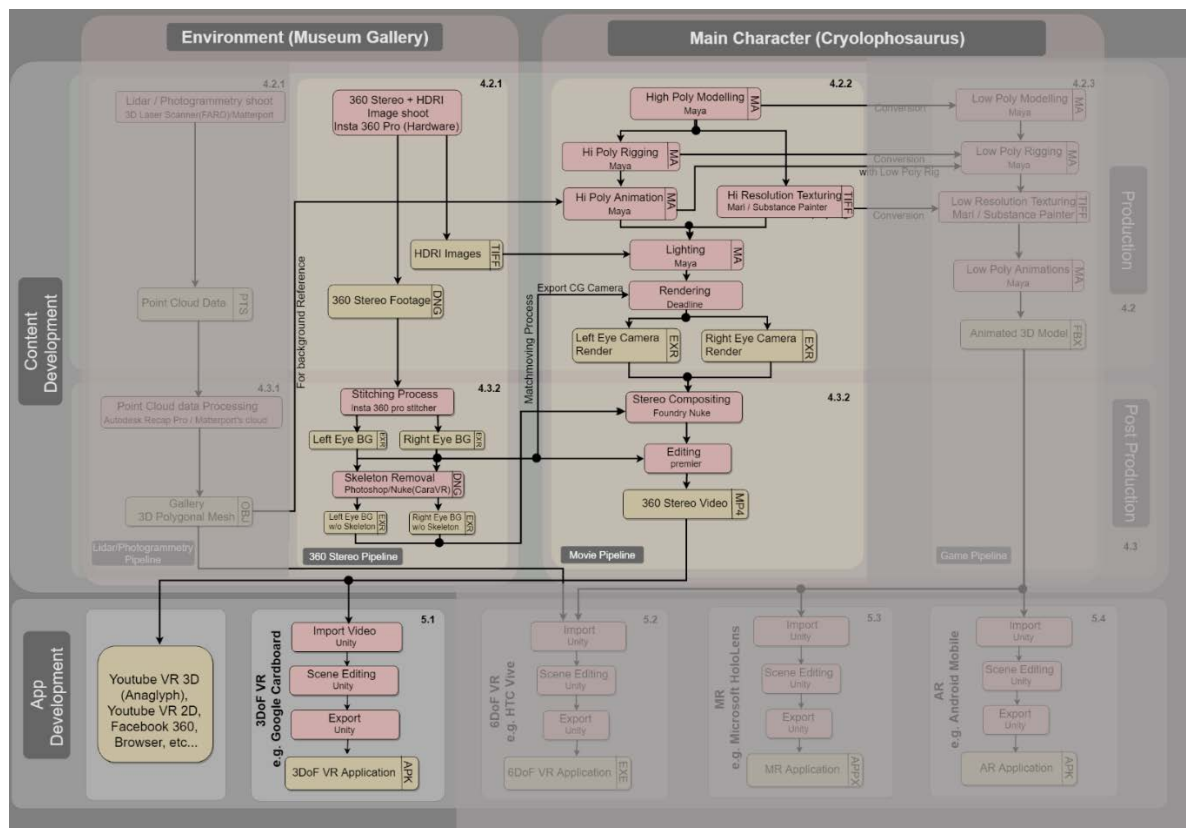 Environment (Museum Gallery)
Main Character (Cryolophosaurus)
Content
Development
App
Development
Production
4.2
Post Production
4.3
4.2.1
Lidar / Photogrammetry shoot
3D Laser Scanner(FARO)/Matterport
Point Cloud Data
PTS
4.3.1
Point Cloud data Processing
Autodesk Recap Pro / Matterport's cloud
Gallery
3D Polygonal Mesh
OBJ
Lidar/Photogrammetry
Pipeline
For background Reference
4.2.1
360 Stereo + HDRI
Image shoot
Insta 360 Pro (Hardware)
HDRI Images
TIFF
360 Stereo Footage
DNG
4.3.2
Stitching Process
Insta 360 pro stitcher
Left Eye BG
EXR
Right Eye BG
EXR
Skeleton Removal
Photoshop/Nuke(CaraVR)
DNG
Left Eye BG
w/o Skeleton
EXR
Right Eye BG
w/o Skeleton
EXR
360 Stereo Pipeline
Matchmoving Process
Export CG Camera
4.2.2
High Poly Modelling
Maya
MA
Hi Poly Rigging
Maya
MA
Hi Poly Animation
Maya
MA
Hi Resolution Texturing
Mari / Substance Painter
TIFF
Lighting
Maya
MA
Rendering
Deadline
Left Eye Camera
Render
EXR
Right Eye Camera
Render
EXR
4.3.2
Stereo Compositing
Foundry Nuke
Editing
premier
360 Stereo Video
MP4
Movie Pipeline
Conversion
Conversion
with Low Poly Rig
Conversion
4.2.3
Low Poly Modelling
Maya
MA
Low Poly Rigging
Maya
MA
Low Resolution Texturing
Mari / Substance Painter
TIFF
Low Poly Animations
Maya
MA
Animated 3D Model
FBX
Game Pipeline
Youtube VR 3D
(Anaglyph),
Youtube VR 2D,
Facebook 360,
Browser, etc...
5.1
3DoF VR
e.g. Google Cardboard
Import Video
Unity
Scene Editing
Unity
Export
Unity
3DoF VR Application
APK
5.2
6DoF VR
e.g. HTC Vive
Import
Unity
Scene Editing
Unity
Export
Unity
6DoF VR Application
EXE
5.3
MR
e.g. Microsoft HoloLens
Import
Unity
Scene Editing
Unity
Export
Unity
MR Application
APPX
5.4
AR
e.g. Android Mobile
Import
Unity
Scene Editing
Unity
Export
Unity
AR Application
APK